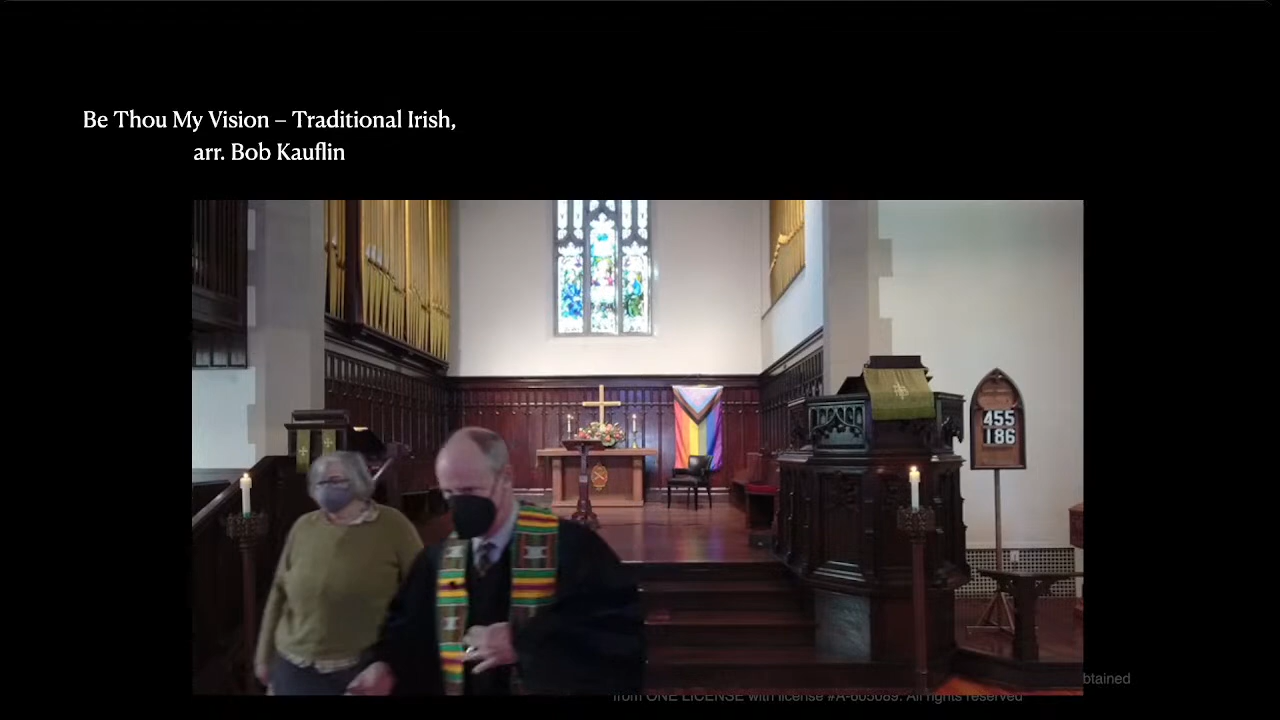 Be Thou My Vision – Traditional Irish,
arr. Bob Kauflin
455
186
btained
from ONE LICENSE with license #A-605089. All rights reserved